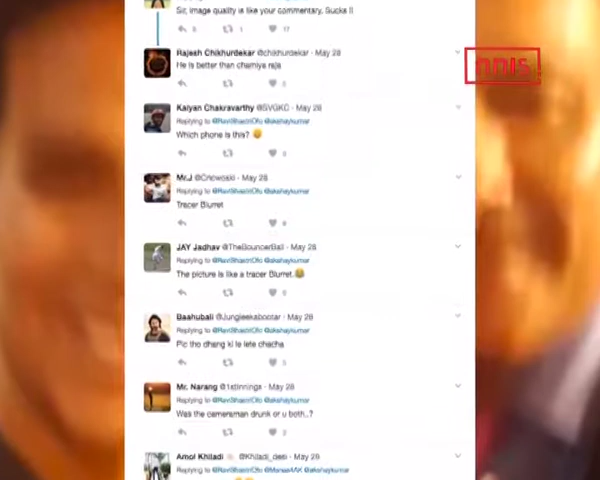 Sir, image quality is like your commentary, Sucks !!
3 1 17
Rajesh Chikhurdekar @chikhurdekar · May 28
He is better than chamiya raja
Kalyan Chakravarthy @SVGKC · May 28
Replying to @RaviShastriOfc @akshaykumar
Which phone is this?
Mr.J @Cnowoski · May 28
Replying to @RaviShastriOfc @akshaykumar
Tracer Blurret
JAY Jadhav @TheBouncerBall · May 28
Replying to @RaviShastriOfc @akshaykumar
The picture is like a tracer Blurret.
Baahubali @Jungleekabootar · May 28
Replying to @RaviShastriOfc @akshaykumar
Pic tho dhang ki le lete chacha
Mr. Narang @1stInnings · May 28
Replying to @RaviShastriOfc @akshaykumar
Was the cameraman drunk or u both..?
Amol Khiladi @Khiladi_desi · May 28
Replying to @RaviShastriOfc @akshaykumar